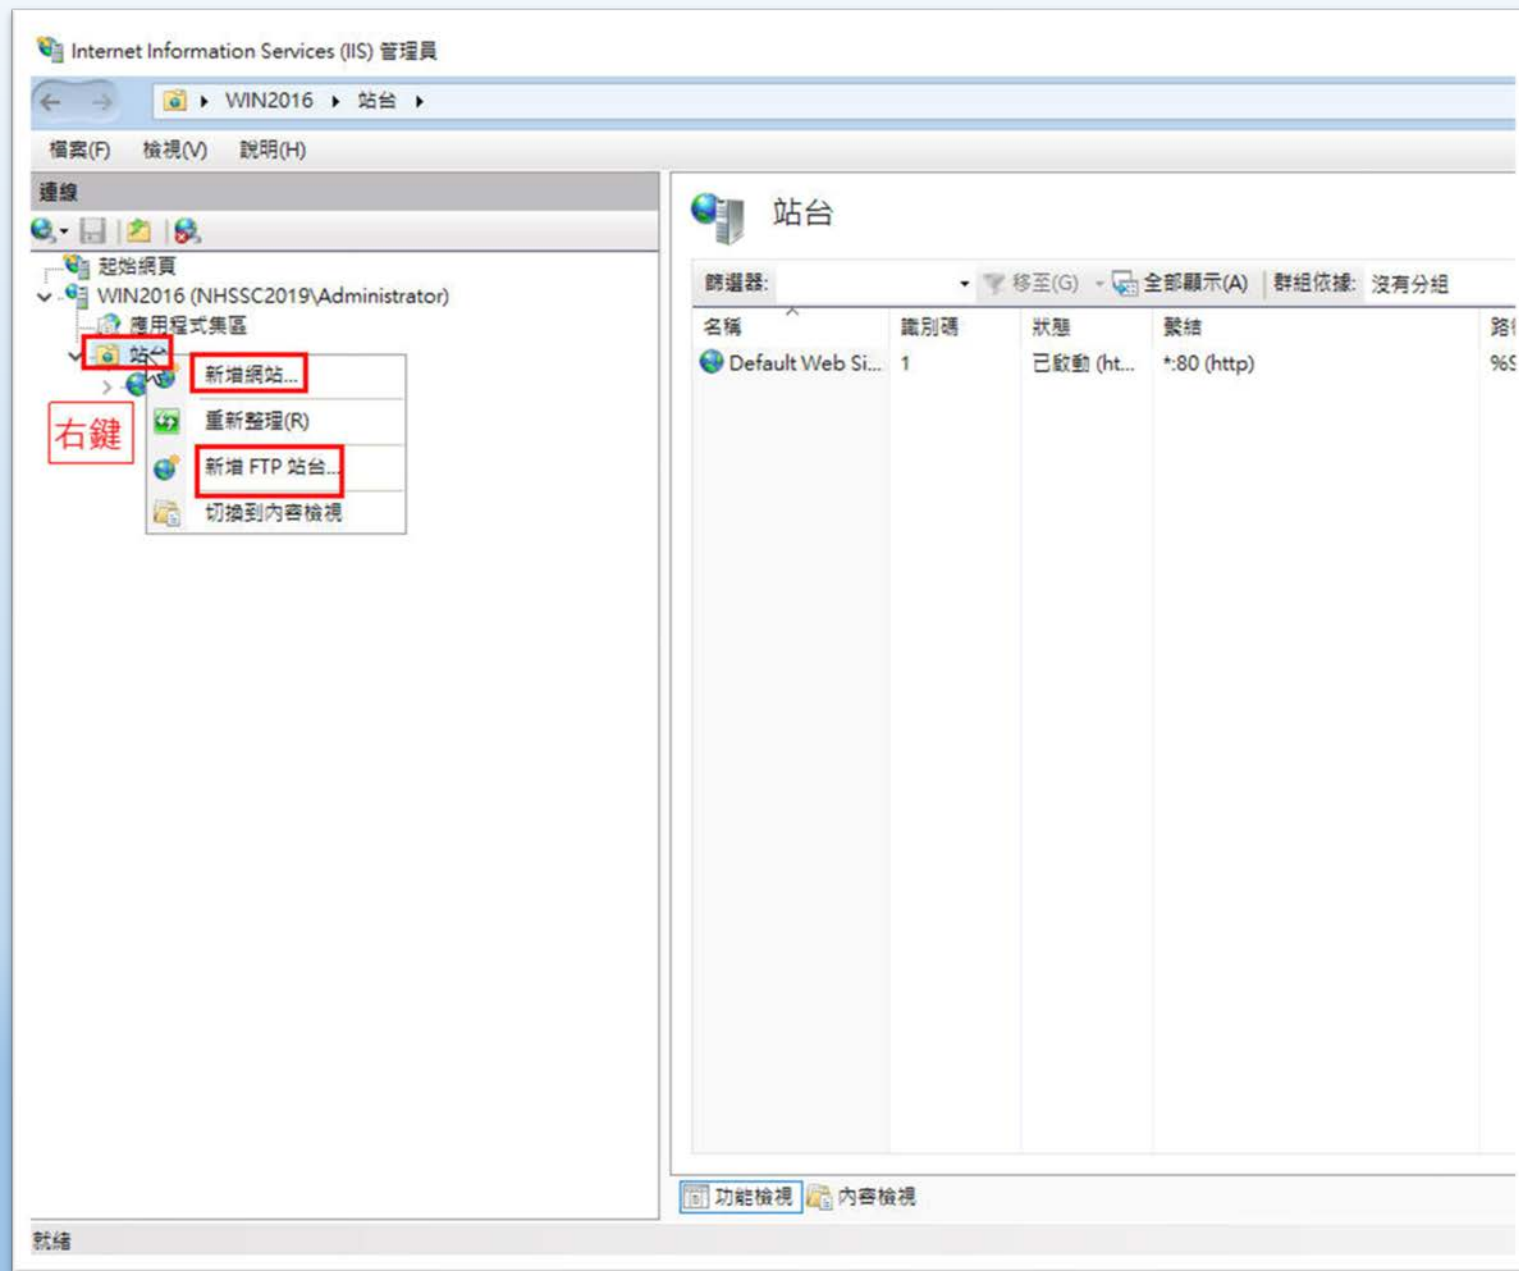 Internet Information Services (IIS) 管理員
WIN2016 站台
檔案(F) 檢視(V) 說明(H)
連線
起始網頁
WIN2016 (NHSSC2019\Administrator)
應用程式集區
站台
新增網站...
重新整理(R)
新增 FTP 站台...
切換到內容檢視
右鍵
站台
篩選器: 移至(G) 全部顯示(A) 群組依據: 沒有分組
名稱 識別碼 狀態 繫結
Default Web Si... 1 已啟動 (ht... *:80 (http)
功能檢視 內容檢視
就緒